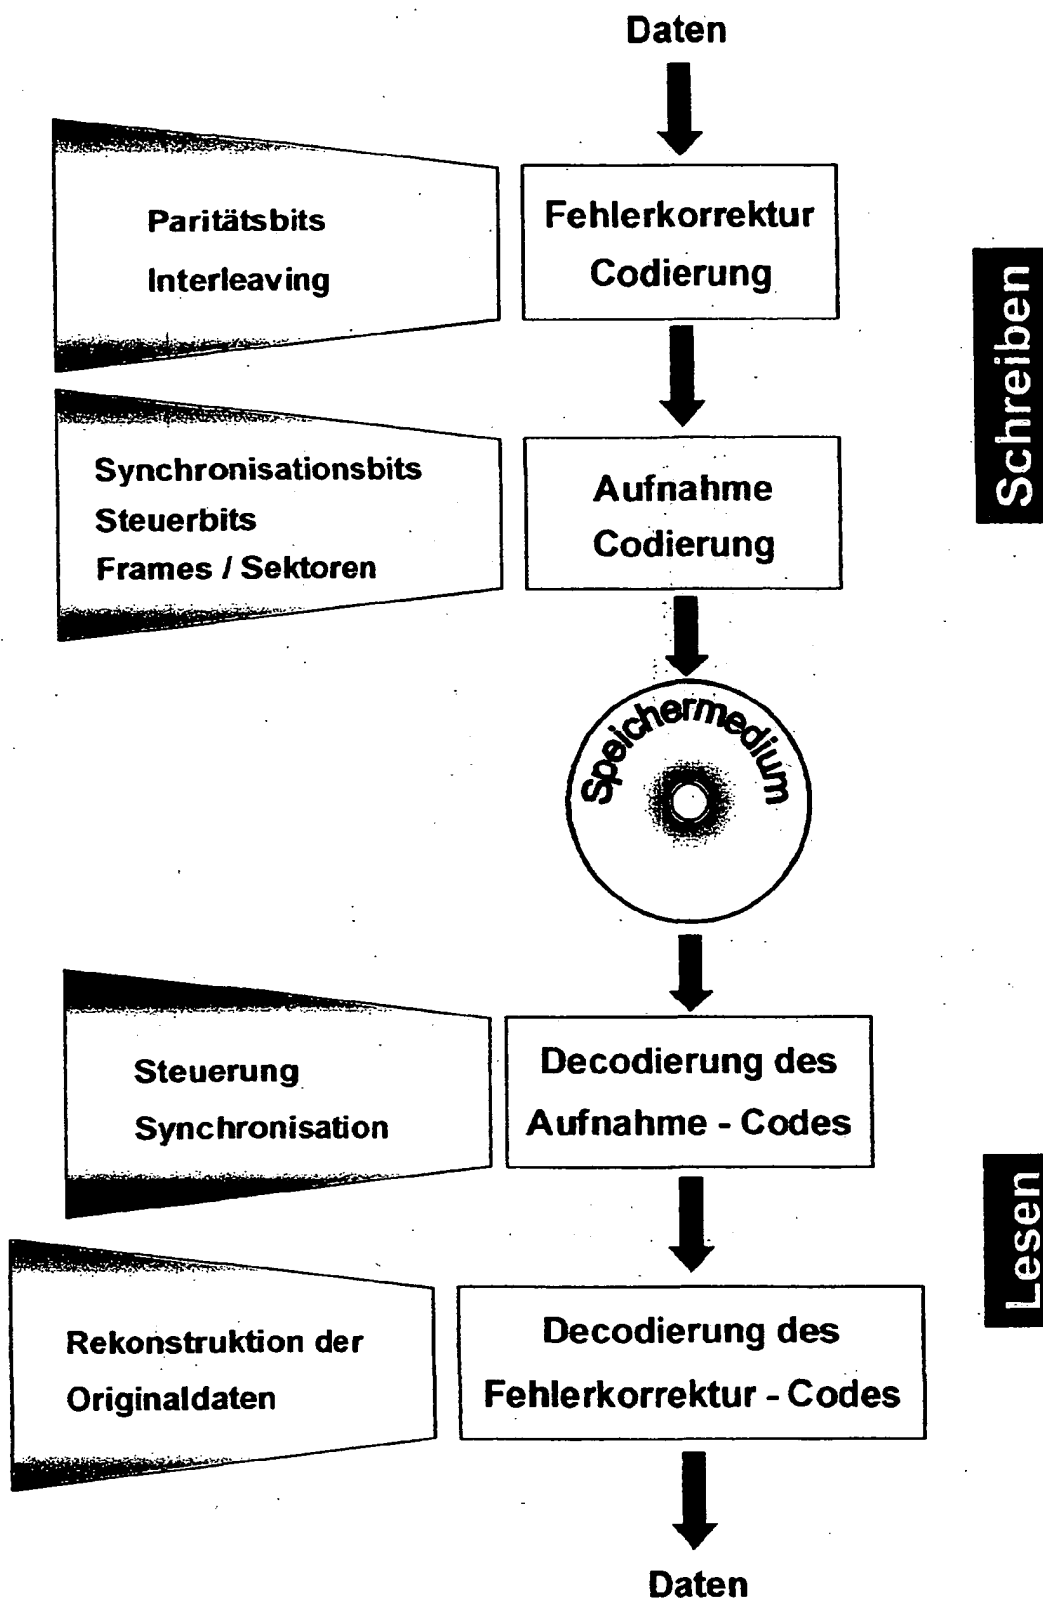 Daten
Paritätsbits
Interleaving
Fehlerkorrektur
Codierung
Schreiben
Synchronisationsbits
Steuerbits
Frames / Sektoren
Aufnahme
Codierung
Speichermedium
Steuerung
Synchronisation
Decodierung des
Aufnahme - Codes
Lesen
Rekonstruktion der
Originaldaten
Decodierung des
Fehlerkorrektur - Codes
Daten